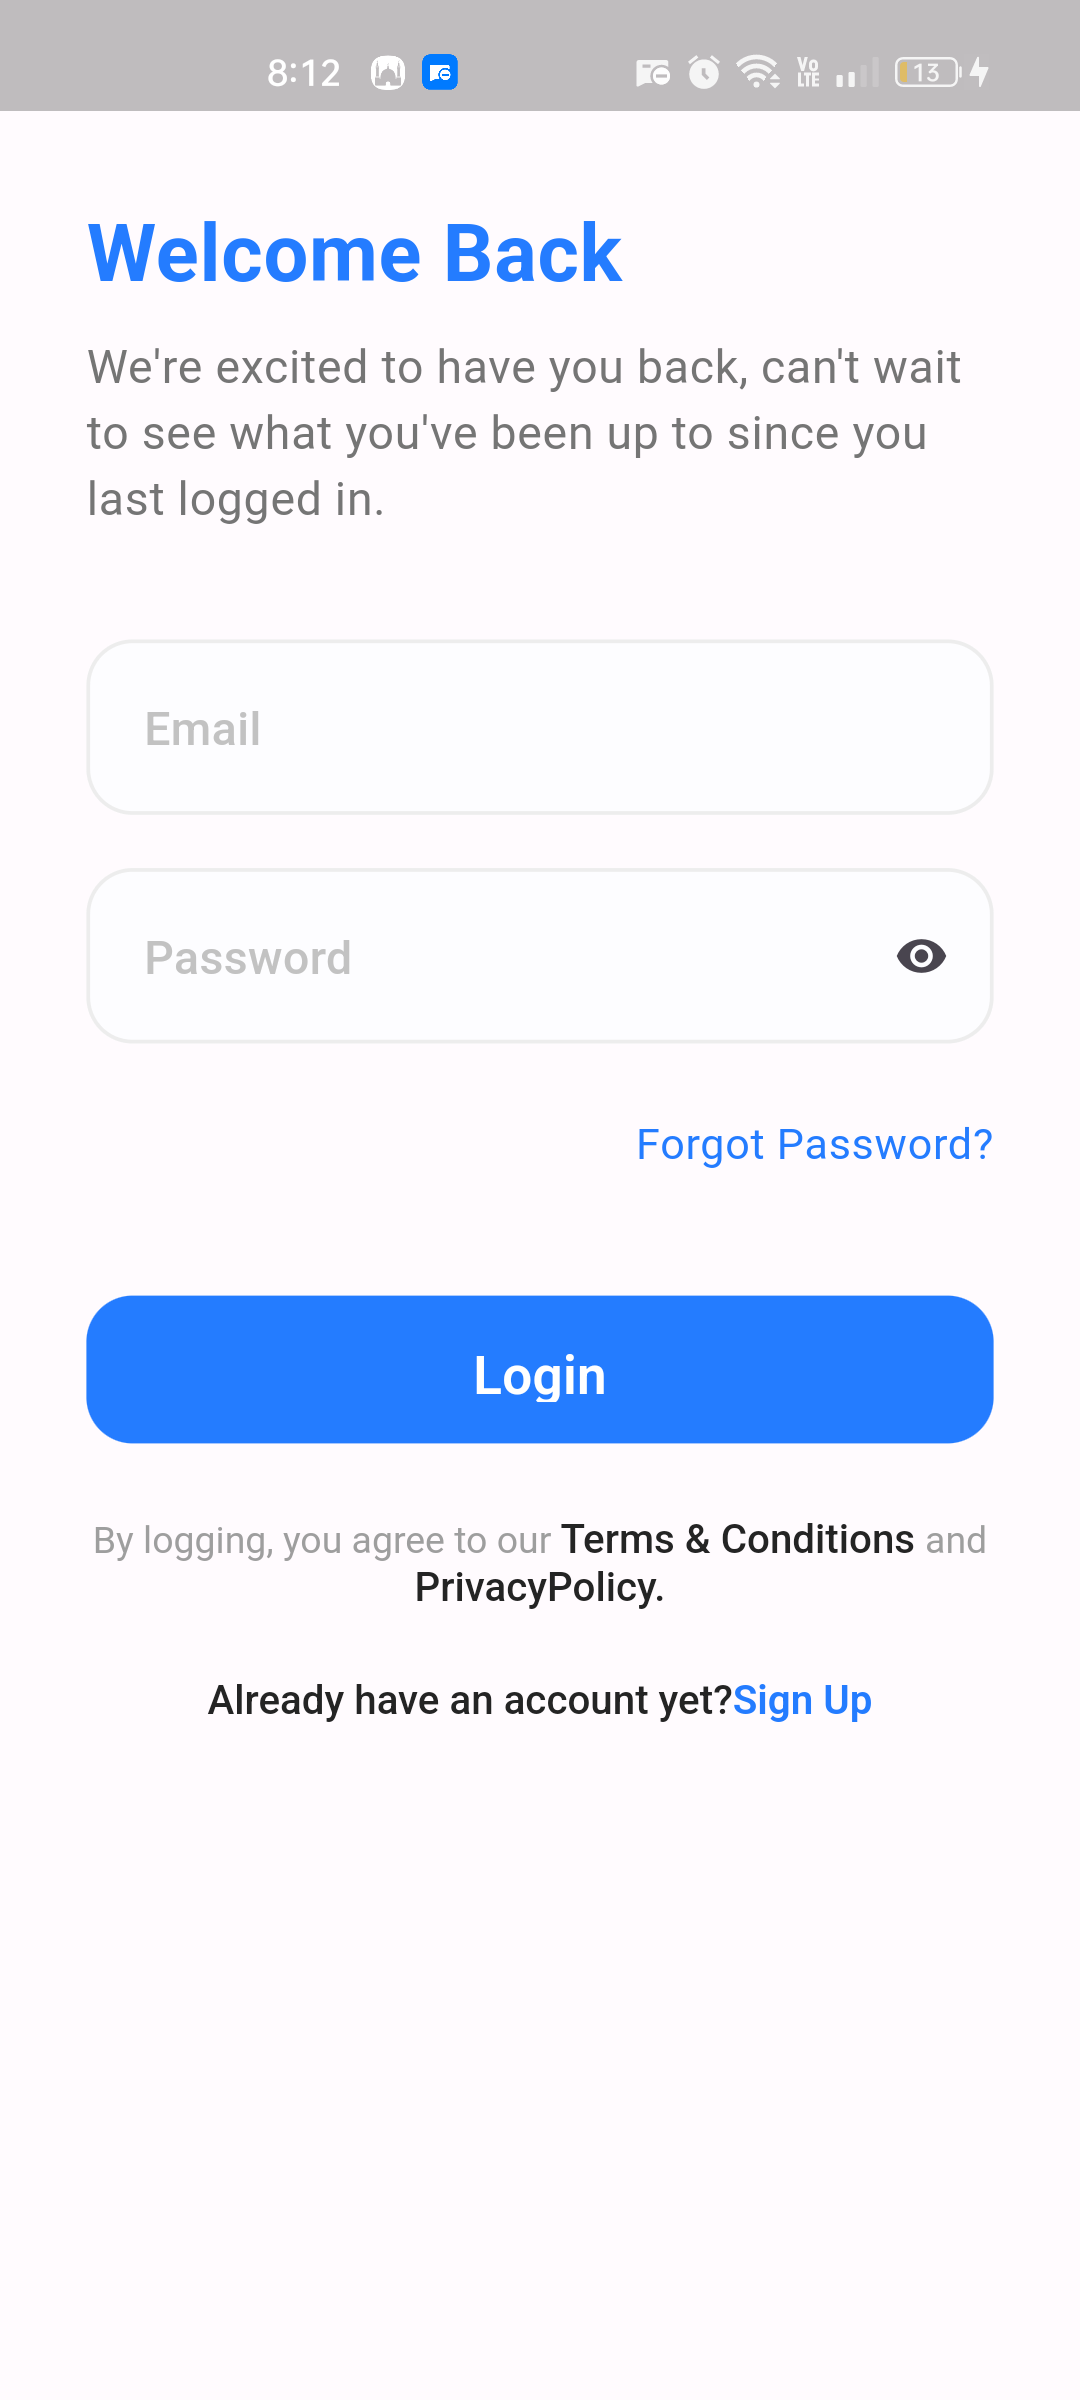 8:12 Vo LTE 13
Welcome Back
We're excited to have you back, can't wait
to see what you've been up to since you
last logged in.
Email
Password
Forgot Password?
Login
By logging, you agree to our Terms & Conditions and
PrivacyPolicy.
Already have an account yet?Sign Up